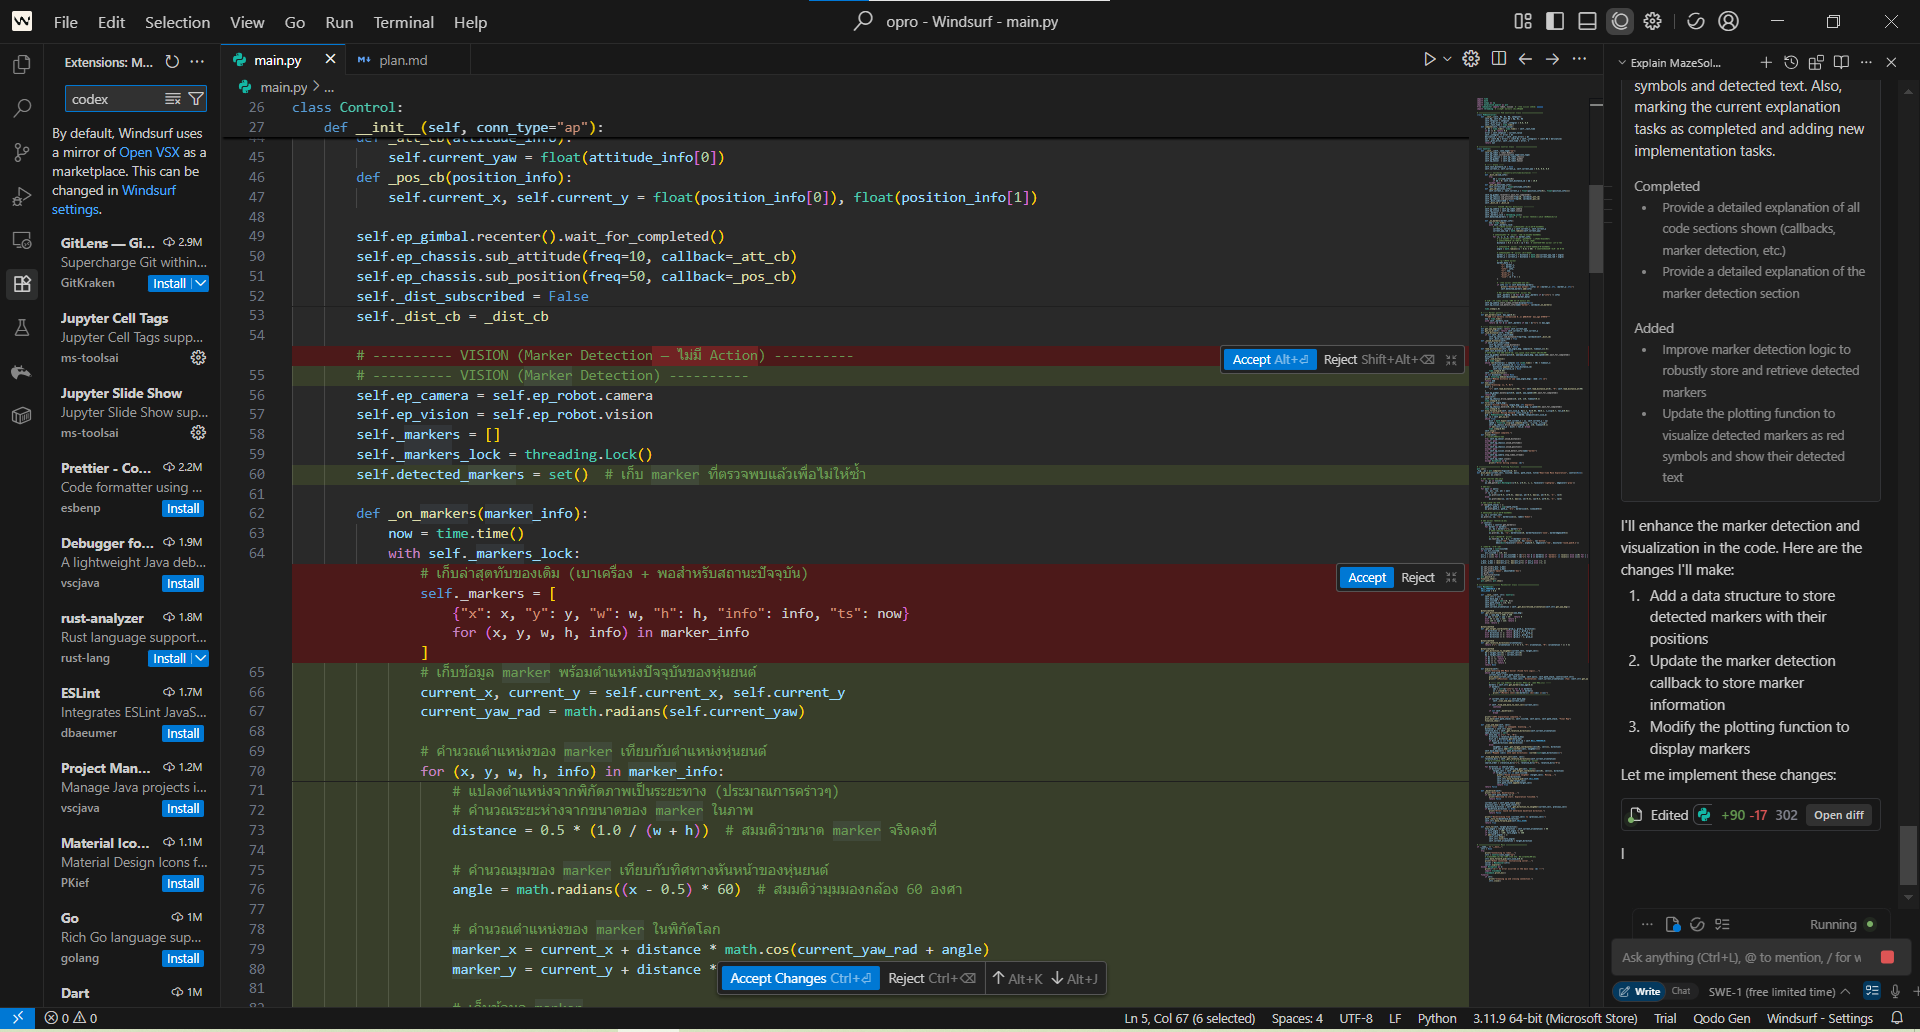 File Edit Selection View Go Run Terminal Help
opro - Windsurf - main.py
Extensions: M...
codex
By default, Windsurf uses
a mirror of Open VSX as a
marketplace. This can be
changed in Windsurf
settings.
GitLens — Gi... 2.9M
Supercharge Git within...
GitKraken Install
Jupyter Cell Tags
Jupyter Cell Tags supp...
ms-toolsai
Jupyter Slide Show
Jupyter Slide Show sup...
ms-toolsai
Prettier - Co... 2.2M
Code formatter using ...
esbenp Install
Debugger fo... 1.9M
A lightweight Java deb...
vscjava Install
rust-analyzer 1.8M
Rust language support...
rust-lang Install
ESLint 1.7M
Integrates ESLint JavaS...
dbaeumer Install
Project Man... 1.2M
Manage Java projects i...
vscjava Install
Material Ico... 1.1M
Material Design Icons f...
PKief Install
Go 1M
Rich Go language sup...
golang Install
Dart 1M
main.py plan.md
main.py > ...
26 class Control:
27 def __init__(self, conn_type="ap"):
44 def _att_cb(attitude_info):
45 self.current_yaw = float(attitude_info[0])
46 def _pos_cb(position_info):
47 self.current_x, self.current_y = float(position_info[0]), float(position_info[1])
48
49 self.ep_gimbal.recenter().wait_for_completed()
50 self.ep_chassis.sub_attitude(freq=10, callback=_att_cb)
51 self.ep_chassis.sub_position(freq=50, callback=_pos_cb)
52 self._dist_subscribed = False
53 self._dist_cb = _dist_cb
54
# ---------- VISION (Marker Detection — ไม่มี Action) ----------
Accept Alt+⏎ Reject Shift+Alt+⌫
55 # ---------- VISION (Marker Detection) ----------
56 self.ep_camera = self.ep_robot.camera
57 self.ep_vision = self.ep_robot.vision
58 self._markers = []
59 self._markers_lock = threading.Lock()
60 self.detected_markers = set() # เก็บ marker ที่ตรวจพบแล้วเพื่อไม่ให้ซ้ำ
61
62 def _on_markers(marker_info):
63 now = time.time()
64 with self._markers_lock:
# เก็บล่าสุดทับของเดิม (เบาเครื่อง + พอสำหรับสถานะปัจจุบัน)
Accept Reject
self._markers = [
{"x": x, "y": y, "w": w, "h": h, "info": info, "ts": now}
for (x, y, w, h, info) in marker_info
]
65 # เก็บข้อมูล marker พร้อมตำแหน่งปัจจุบันของหุ่นยนต์
66 current_x, current_y = self.current_x, self.current_y
67 current_yaw_rad = math.radians(self.current_yaw)
68
69 # คำนวณตำแหน่งของ marker เทียบกับตำแหน่งหุ่นยนต์
70 for (x, y, w, h, info) in marker_info:
71 # แปลงตำแหน่งจากพิกัดภาพเป็นระยะทาง (ประมาณการคร่าวๆ)
72 # คำนวณระยะห่างจากขนาดของ marker ในภาพ
73 distance = 0.5 * (1.0 / (w + h)) # สมมติว่าขนาด marker จริงคงที่
74
75 # คำนวณมุมของ marker เทียบกับทิศทางหันหน้าของหุ่นยนต์
76 angle = math.radians((x - 0.5) * 60) # สมมติว่ามุมมองกล้อง 60 องศา
77
78 # คำนวณตำแหน่งของ marker ในพิกัดโลก
79 marker_x = current_x + distance * math.cos(current_yaw_rad + angle)
80 marker_y = current_y + distance *
81
82 # เก็บข้อมูล marker
Accept Changes Ctrl+⏎ Reject Ctrl+⌫ ↑ Alt+K ↓ Alt+J
Explain MazeSol...
symbols and detected text. Also,
marking the current explanation
tasks as completed and adding new
implementation tasks.
Completed
• Provide a detailed explanation of all
code sections shown (callbacks,
marker detection, etc.)
• Provide a detailed explanation of the
marker detection section
Added
• Improve marker detection logic to
robustly store and retrieve detected
markers
• Update the plotting function to
visualize detected markers as red
symbols and show their detected
text
I'll enhance the marker detection and
visualization in the code. Here are the
changes I'll make:
1. Add a data structure to store
detected markers with their
positions
2. Update the marker detection
callback to store marker
information
3. Modify the plotting function to
display markers
Let me implement these changes:
Edited +90 -17 302 Open diff
I
Running
Ask anything (Ctrl+L), @ to mention, / for w
Write Chat SWE-1 (free limited time)
0 0
Ln 5, Col 67 (6 selected) Spaces: 4 UTF-8 LF Python 3.11.9 64-bit (Microsoft Store) Trial Qodo Gen Windsurf - Settings